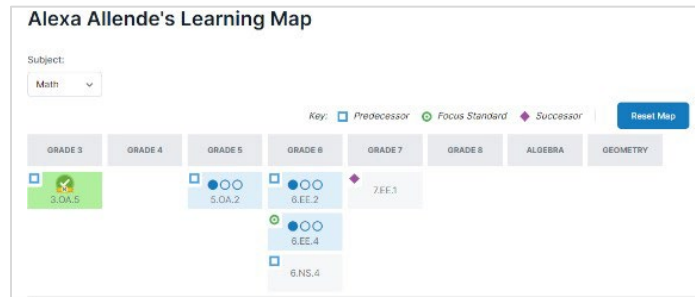 Alexa Allende's Learning Map
Subject:
Math
Key: Predecessor Focus Standard Successor Reset Map
GRADE 3 GRADE 4 GRADE 5 GRADE 6 GRADE 7 GRADE 8 ALGEBRA GEOMETRY
3.OA.5 5.OA.2 6.EE.2 7.EE.1
6.EE.4
6.NS.4